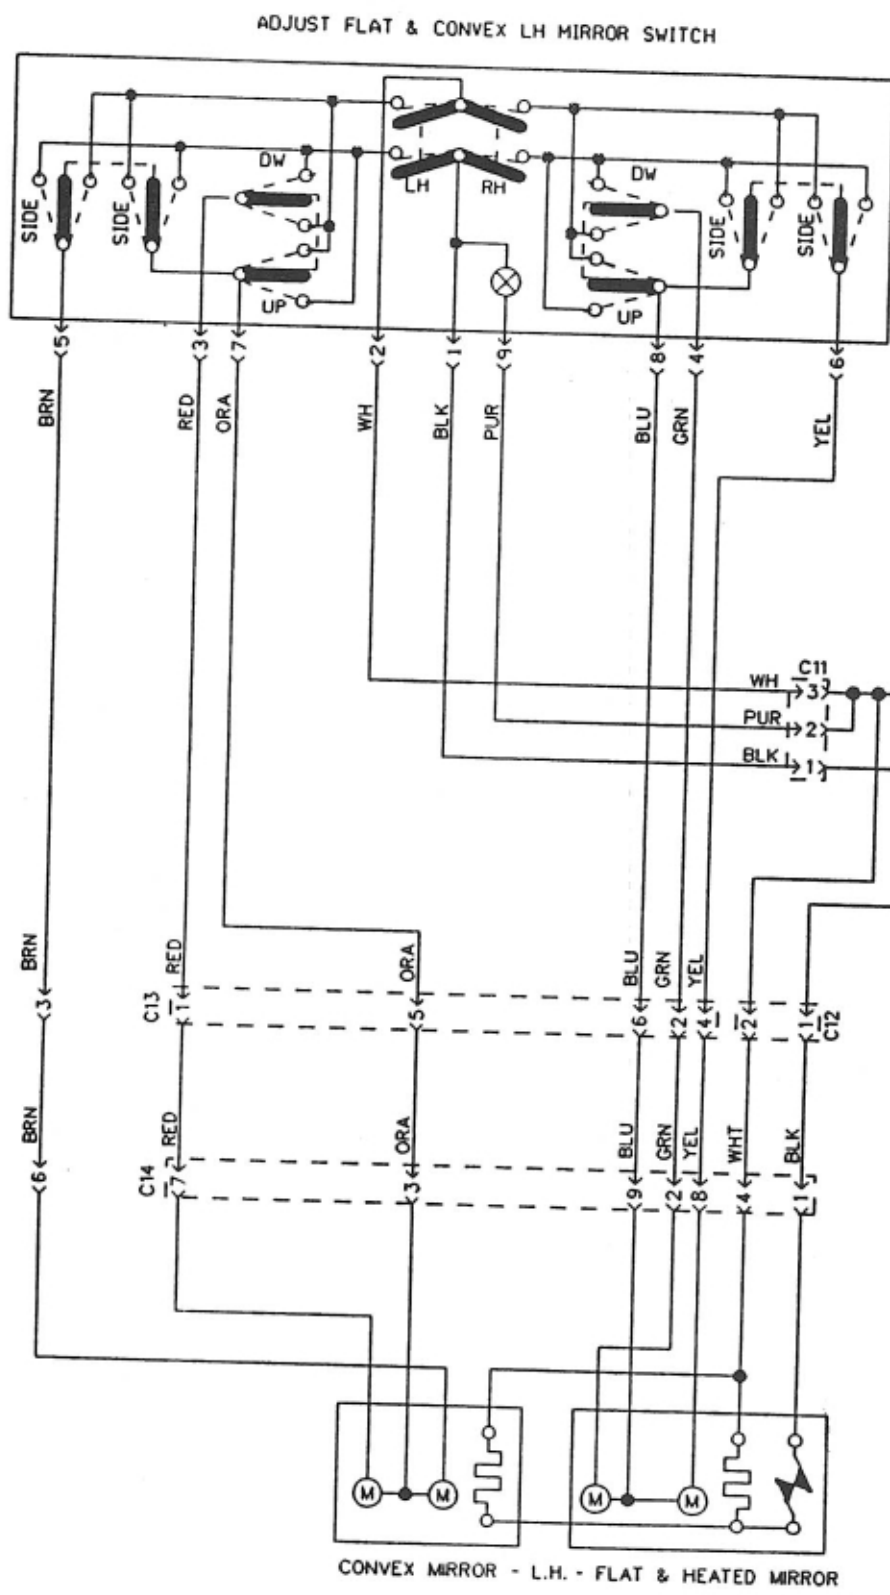 ADJUST FLAT & CONVEX LH MIRROR SWITCH
DW
LH
RH
DW
SIDE
SIDE
SIDE
SIDE
UP
UP
5
3
7
2
1
9
8
4
6
BRN
RED
ORA
WH
BLK
PUR
BLU
GRN
YEL
C11
WH
3
PUR
2
BLK
1
BRN
RED
ORA
BLU
GRN
YEL
3
C13
1
5
6
2
4
2
1
C12
BRN
RED
ORA
BLU
GRN
YEL
WHT
BLK
6
C14
7
3
9
2
8
4
1
M
M
M
M
CONVEX MIRROR - L.H. - FLAT & HEATED MIRROR